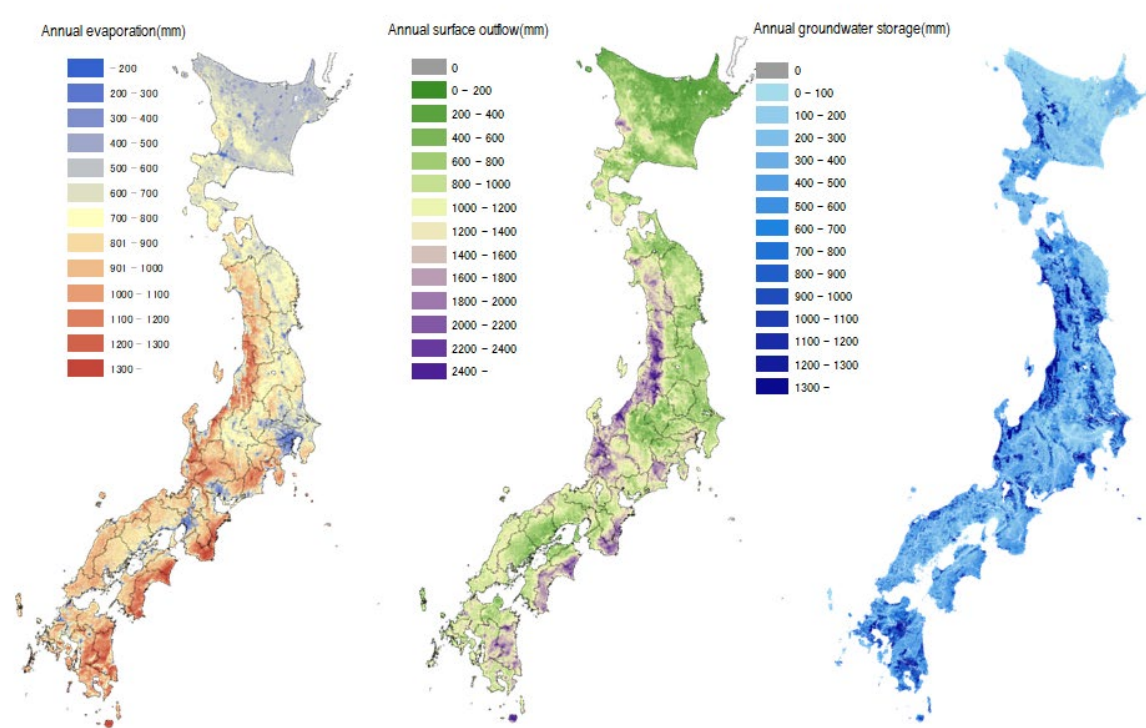 Annual evaporation(mm)
- 200
200 - 300
300 - 400
400 - 500
500 - 600
600 - 700
700 - 800
801 - 900
901 - 1000
1000 - 1100
1100 - 1200
1200 - 1300
1300 -
Annual surface outflow(mm)
0
0 - 200
200 - 400
400 - 600
600 - 800
800 - 1000
1000 - 1200
1200 - 1400
1400 - 1600
1600 - 1800
1800 - 2000
2000 - 2200
2200 - 2400
2400 -
Annual groundwater storage(mm)
0
0 - 100
100 - 200
200 - 300
300 - 400
400 - 500
500 - 600
600 - 700
700 - 800
800 - 900
900 - 1000
1000 - 1100
1100 - 1200
1200 - 1300
1300 -